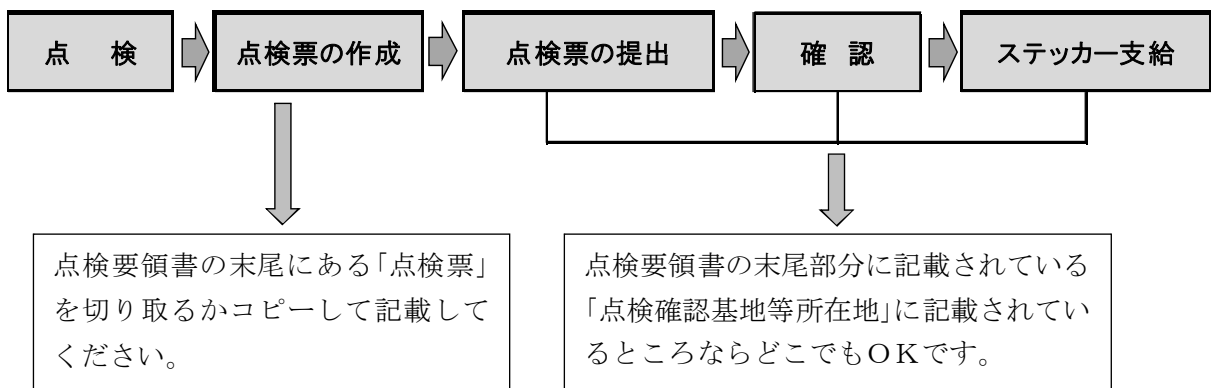 点　検
点検票の作成
点検票の提出
確　認
ステッカー支給
点検要領書の末尾にある「点検票」
を切り取るかコピーして記載して
ください。
点検要領書の末尾部分に記載されている
「点検確認基地等所在地」に記載されてい
るところならどこでもＯＫです。